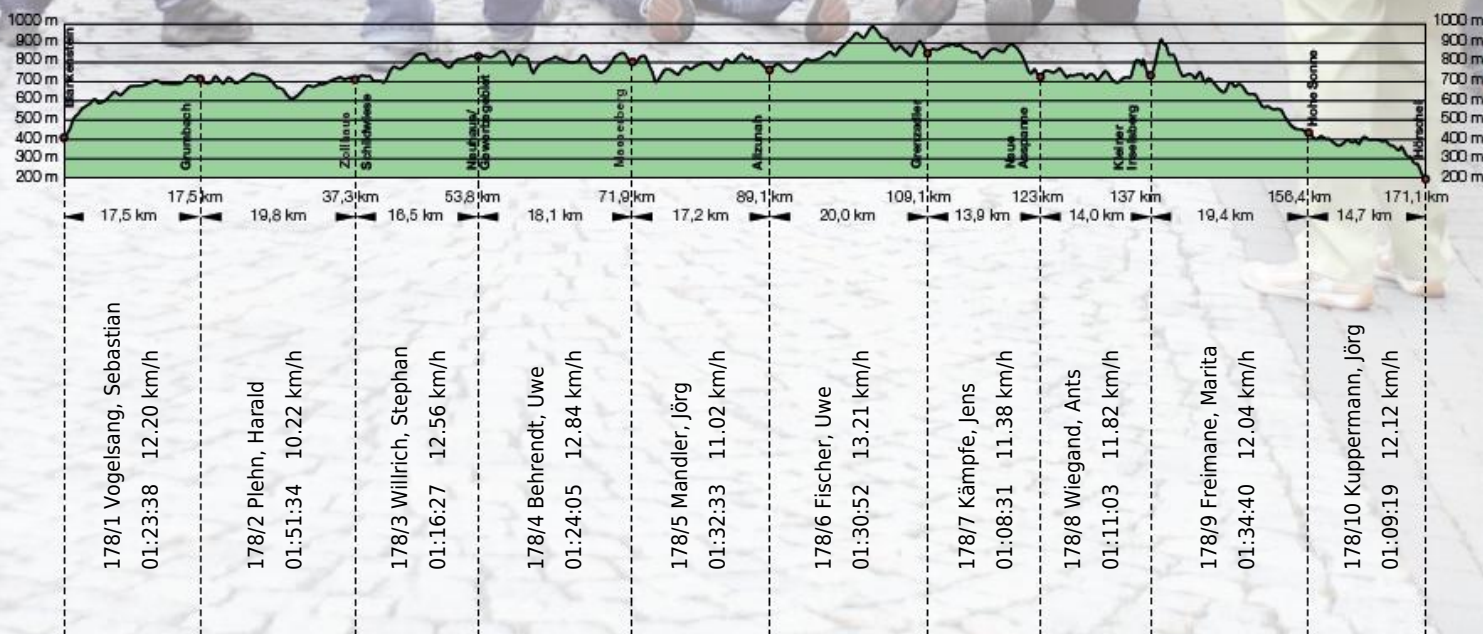 1000 m 1000 m
900 m 900 m
800 m 800 m
700 m 700 m
600 m 600 m
500 m 500 m
400 m 400 m
300 m 300 m
200 m 200 m
Blankenstein
Grumbach
Zollhaus
Schildwiese
Neuhaus/
Masserberg
Allzunah
Grenzadler
Neue
Ausspanne
Kleiner
Inselsberg
Hohe Sonne
Hörschel
17,5 km 37,3 km 53,8 km 71,9 km 89,1 km 109,1 km 123 km 137 km 156,4 km 171,1 km
17,5 km 19,8 km 16,5 km 18,1 km 17,2 km 20,0 km 13,9 km 14,0 km 19,4 km 14,7 km
178/1 Vogelsang, Sebastian
01:23:38 12.20 km/h
178/2 Plehn, Harald
01:51:34 10.22 km/h
178/3 Willrich, Stephan
01:16:27 12.56 km/h
178/4 Behrendt, Uwe
01:24:05 12.84 km/h
178/5 Mandler, Jörg
01:32:33 11.02 km/h
178/6 Fischer, Uwe
01:30:52 13.21 km/h
178/7 Kämpfe, Jens
01:08:31 11.38 km/h
178/8 Wiegand, Ants
01:11:03 11.82 km/h
178/9 Freimane, Marita
01:34:40 12.04 km/h
178/10 Kuppermann, Jörg
01:09:19 12.12 km/h